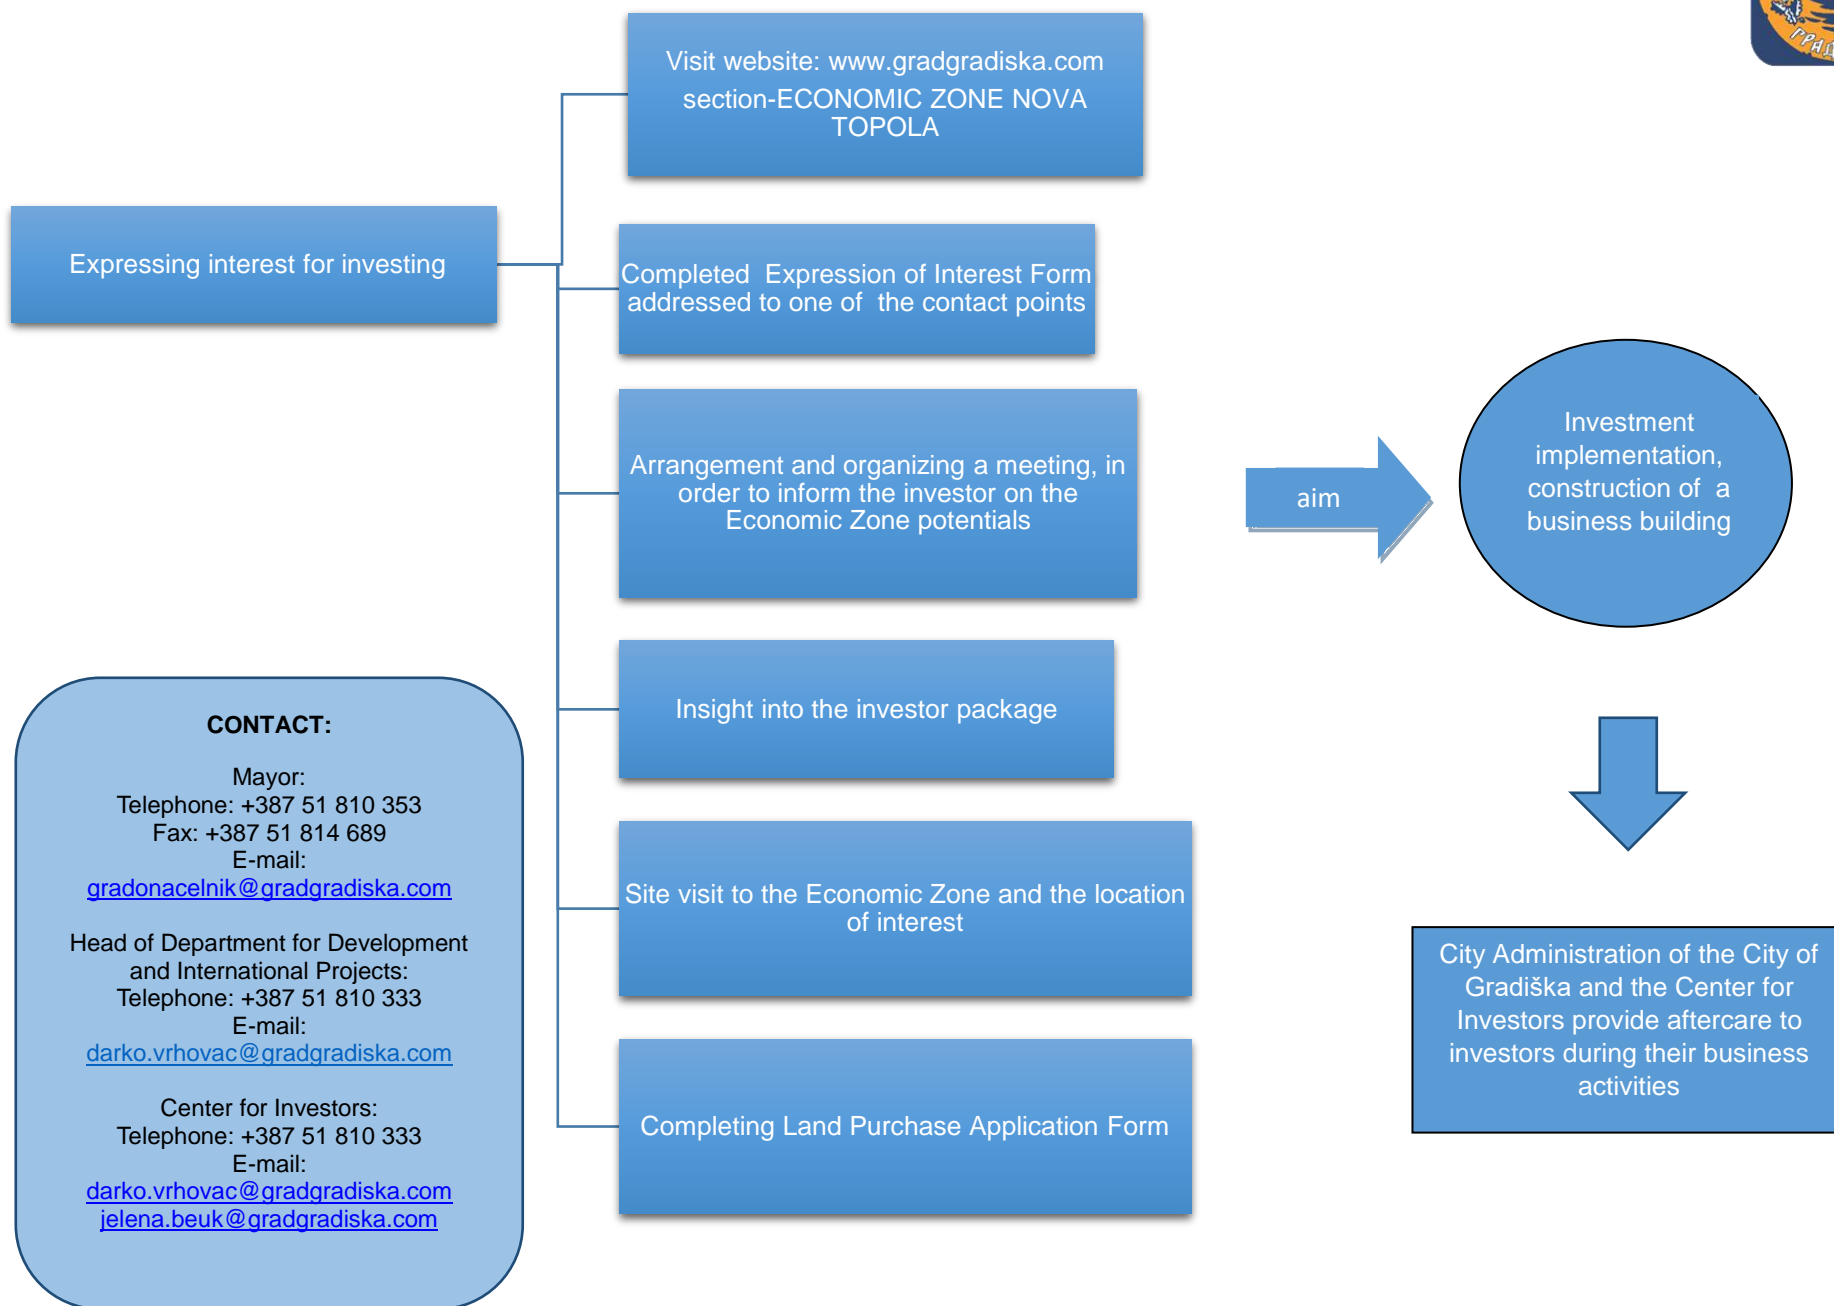 Visit website: www.gradgradiska.com
section-ECONOMIC ZONE NOVA
TOPOLA
Expressing interest for investing
Completed  Expression of Interest Form
addressed to one of  the contact points
Arrangement and organizing a meeting, in
order to inform the investor on the
Economic Zone potentials
aim
Investment
implementation,
construction of  a
business building
Insight into the investor package
Site visit to the Economic Zone and the location
of interest
Completing Land Purchase Application Form
City Administration of the City of
Gradiška and the Center for
Investors provide aftercare to
investors during their business
activities
CONTACT:
Mayor:
Telephone: +387 51 810 353
Fax: +387 51 814 689
E-mail:
gradonacelnik@gradgradiska.com
Head of Department for Development
and International Projects:
Telephone: +387 51 810 333
E-mail:
darko.vrhovac@gradgradiska.com
Center for Investors:
Telephone: +387 51 810 333
E-mail:
darko.vrhovac@gradgradiska.com
jelena.beuk@gradgradiska.com